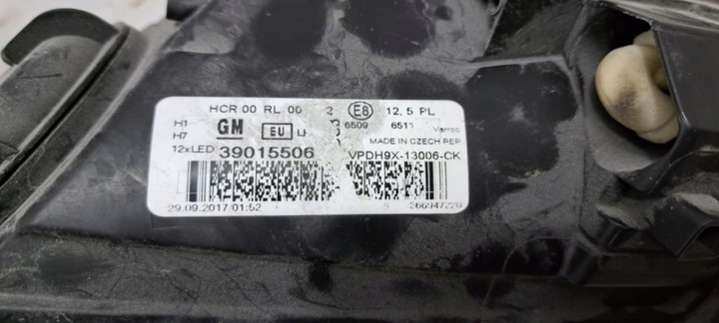 HCR 00 RL 00 2 E8 12.5 PL
H1 GM EU 6509 6511 Varroc
H7 MADE IN CZECH REP
12xLED 39015506 VPDH9X-13006-CK
29.09.2017 01:52